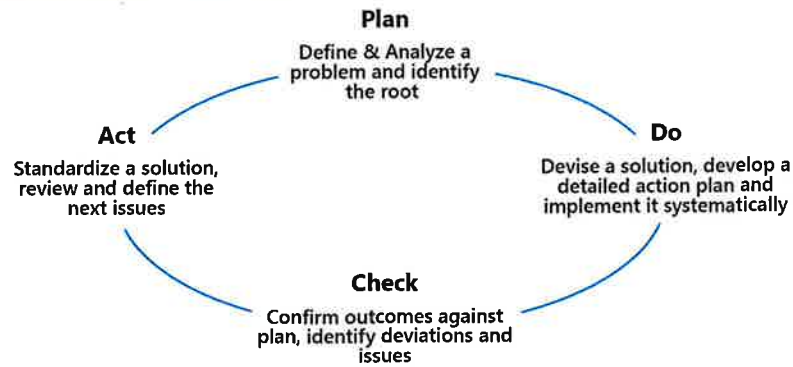 Plan
Define & Analyze a
problem and identify
the root
Do
Devise a solution, develop a
detailed action plan and
implement it systematically
Check
Confirm outcomes against
plan, identify deviations and
issues
Act
Standardize a solution,
review and define the
next issues